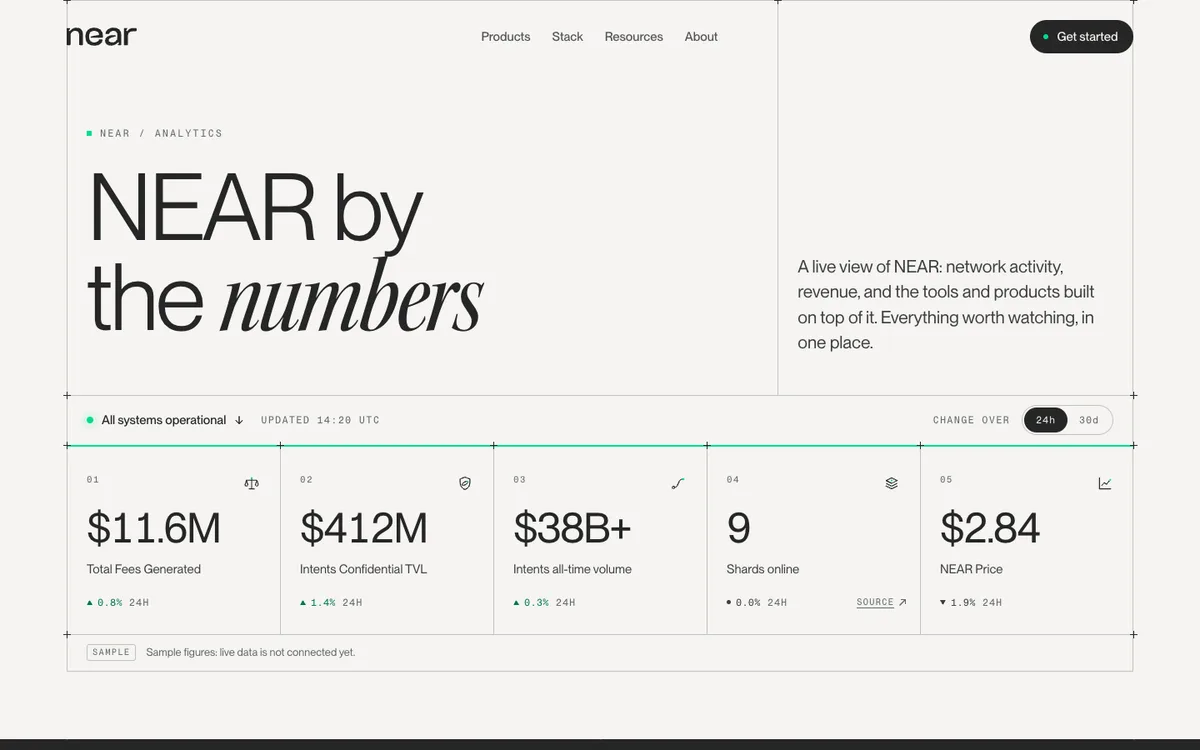 near
Products Stack Resources About
Get started
NEAR / ANALYTICS
NEAR by
the numbers
A live view of NEAR: network activity,
revenue, and the tools and products built
on top of it. Everything worth watching, in
one place.
All systems operational ↓ UPDATED 14:20 UTC
CHANGE OVER 24h 30d
01
$11.6M
Total Fees Generated
▲ 0.8% 24H
02
$412M
Intents Confidential TVL
▲ 1.4% 24H
03
$38B+
Intents all-time volume
▲ 0.3% 24H
04
9
Shards online
● 0.0% 24H SOURCE ↗
05
$2.84
NEAR Price
▼ 1.9% 24H
SAMPLE Sample figures: live data is not connected yet.